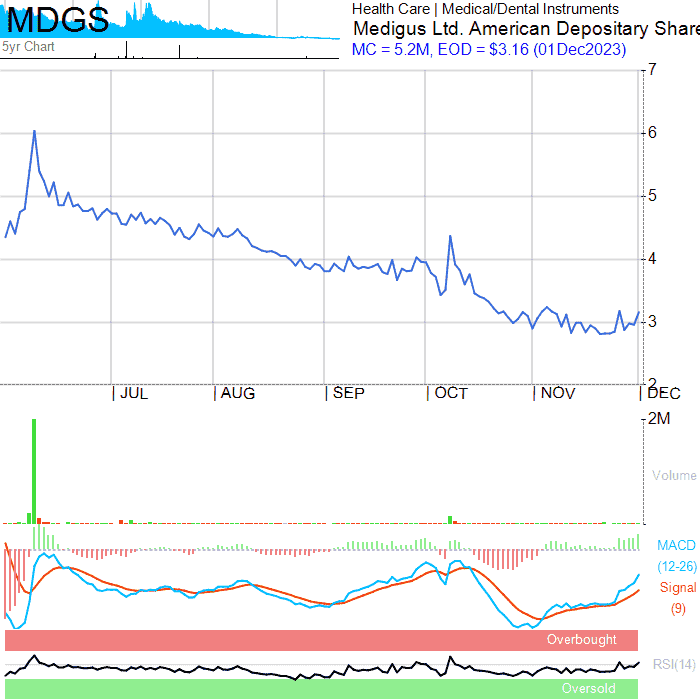 MDGS
5yr Chart
Health Care | Medical/Dental Instruments
Medigus Ltd. American Depositary Share
MC = 5.2M, EOD = $3.16 (01Dec2023)
7
6
5
4
3
2
JUL AUG SEP OCT NOV DEC
2M
Volume
MACD
(12-26)
Signal
(9)
Overbought
RSI(14)
Oversold